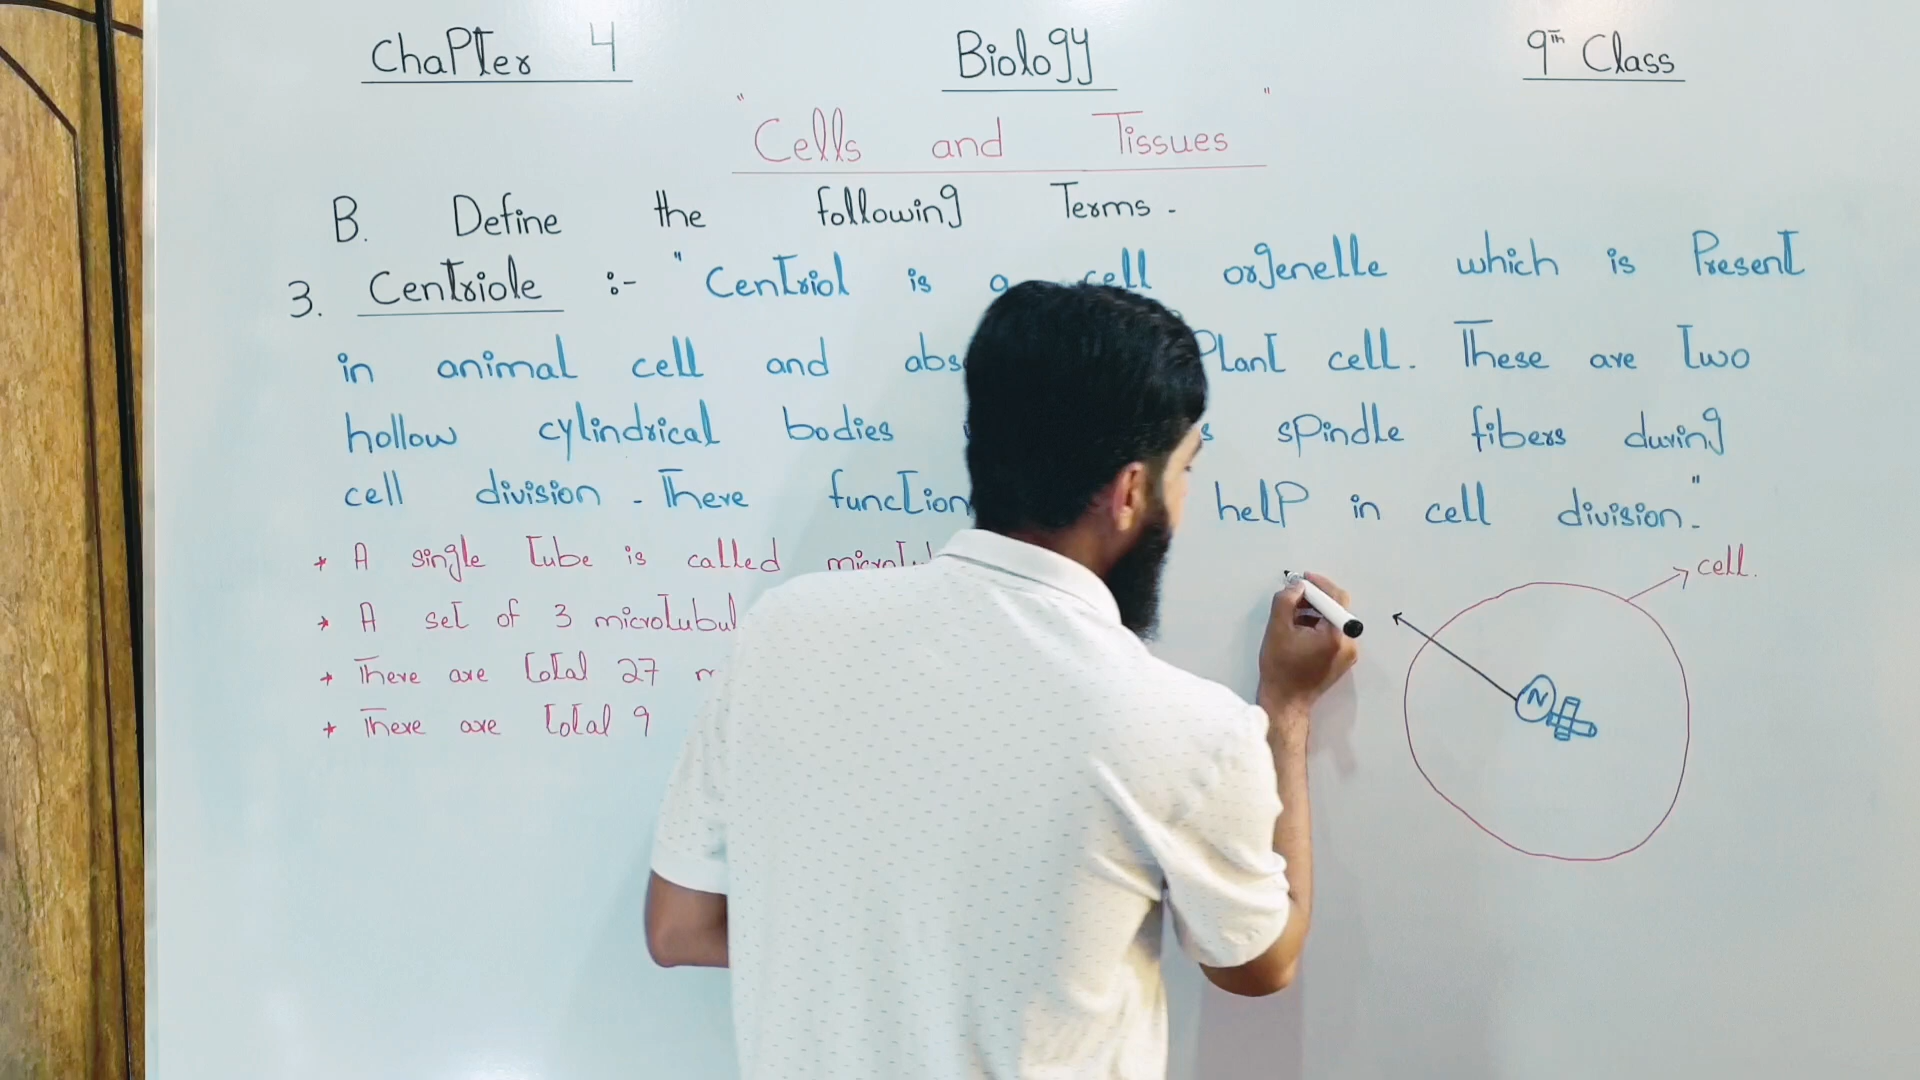 Chapter 4 Biology 9th Class
"Cells and Tissues"
B. Define the following Terms.
3. Centriole :- "Centriol is a cell orgenelle which is Present
in animal cell and Plant cell. These are two
hollow cylindrical bodies spindle fibers during
cell division. There function help in cell division."
* A single tube is called
* A set of 3
* There are total 27
* There are total 9
cell.
N